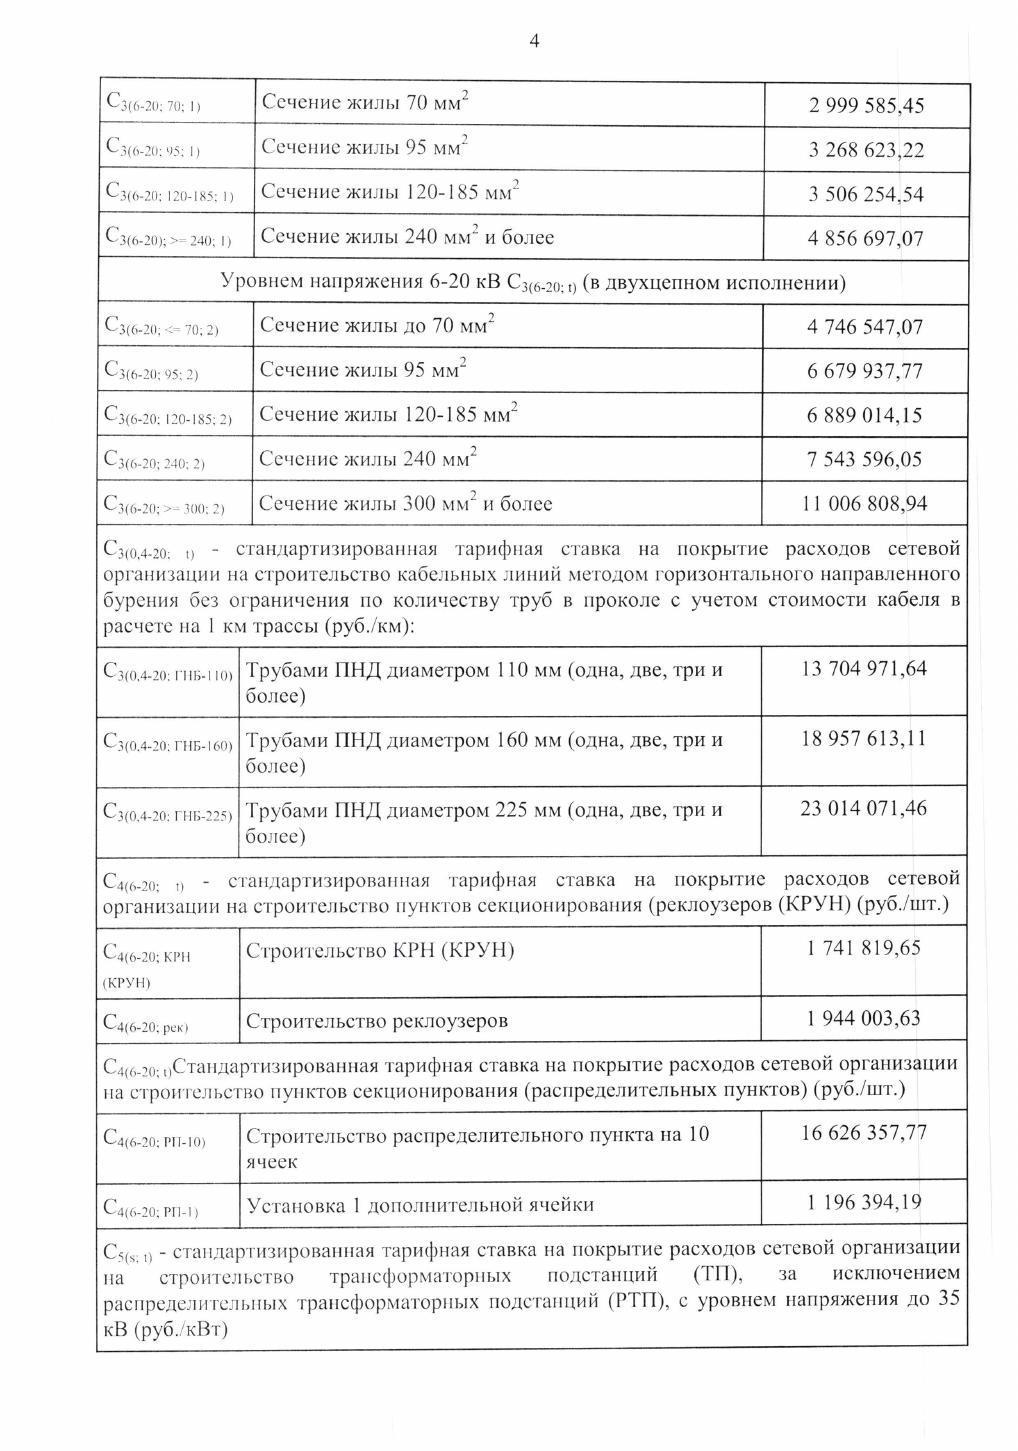 4
С3(6-20; 70; 1) Сечение жилы 70 мм² 2 999 585,45
С3(6-20; 95; 1) Сечение жилы 95 мм² 3 268 623,22
С3(6-20; 120-185; 1) Сечение жилы 120-185 мм² 3 506 254,54
С3(6-20); >= 240; 1) Сечение жилы 240 мм² и более 4 856 697,07
Уровнем напряжения 6-20 кВ С3(6-20; t) (в двухцепном исполнении)
С3(6-20; <= 70; 2) Сечение жилы до 70 мм² 4 746 547,07
С3(6-20; 95; 2) Сечение жилы 95 мм² 6 679 937,77
С3(6-20; 120-185; 2) Сечение жилы 120-185 мм² 6 889 014,15
С3(6-20; 240; 2) Сечение жилы 240 мм² 7 543 596,05
С3(6-20; >= 300; 2) Сечение жилы 300 мм² и более 11 006 808,94
С3(0,4-20; t) - стандартизированная тарифная ставка на покрытие расходов сетевой
организации на строительство кабельных линий методом горизонтального направленного
бурения без ограничения по количеству труб в проколе с учетом стоимости кабеля в
расчете на 1 км трассы (руб./км):
С3(0,4-20; ГНБ-110) Трубами ПНД диаметром 110 мм (одна, две, три и 13 704 971,64
более)
С3(0,4-20; ГНБ-160) Трубами ПНД диаметром 160 мм (одна, две, три и 18 957 613,11
более)
С3(0,4-20; ГНБ-225) Трубами ПНД диаметром 225 мм (одна, две, три и 23 014 071,46
более)
С4(6-20; t) - стандартизированная тарифная ставка на покрытие расходов сетевой
организации на строительство пунктов секционирования (реклоузеров (КРУН) (руб./шт.)
С4(6-20; КРН Строительство КРН (КРУН) 1 741 819,65
(КРУН)
С4(6-20; рек) Строительство реклоузеров 1 944 003,63
С4(6-20; t)Стандартизированная тарифная ставка на покрытие расходов сетевой организации
на строительство пунктов секционирования (распределительных пунктов) (руб./шт.)
С4(6-20; РП-10) Строительство распределительного пункта на 10 16 626 357,77
ячеек
С4(6-20; РП-1) Установка 1 дополнительной ячейки 1 196 394,19
С5(s; t) - стандартизированная тарифная ставка на покрытие расходов сетевой организации
на строительство трансформаторных подстанций (ТП), за исключением
распределительных трансформаторных подстанций (РТП), с уровнем напряжения до 35
кВ (руб./кВт)